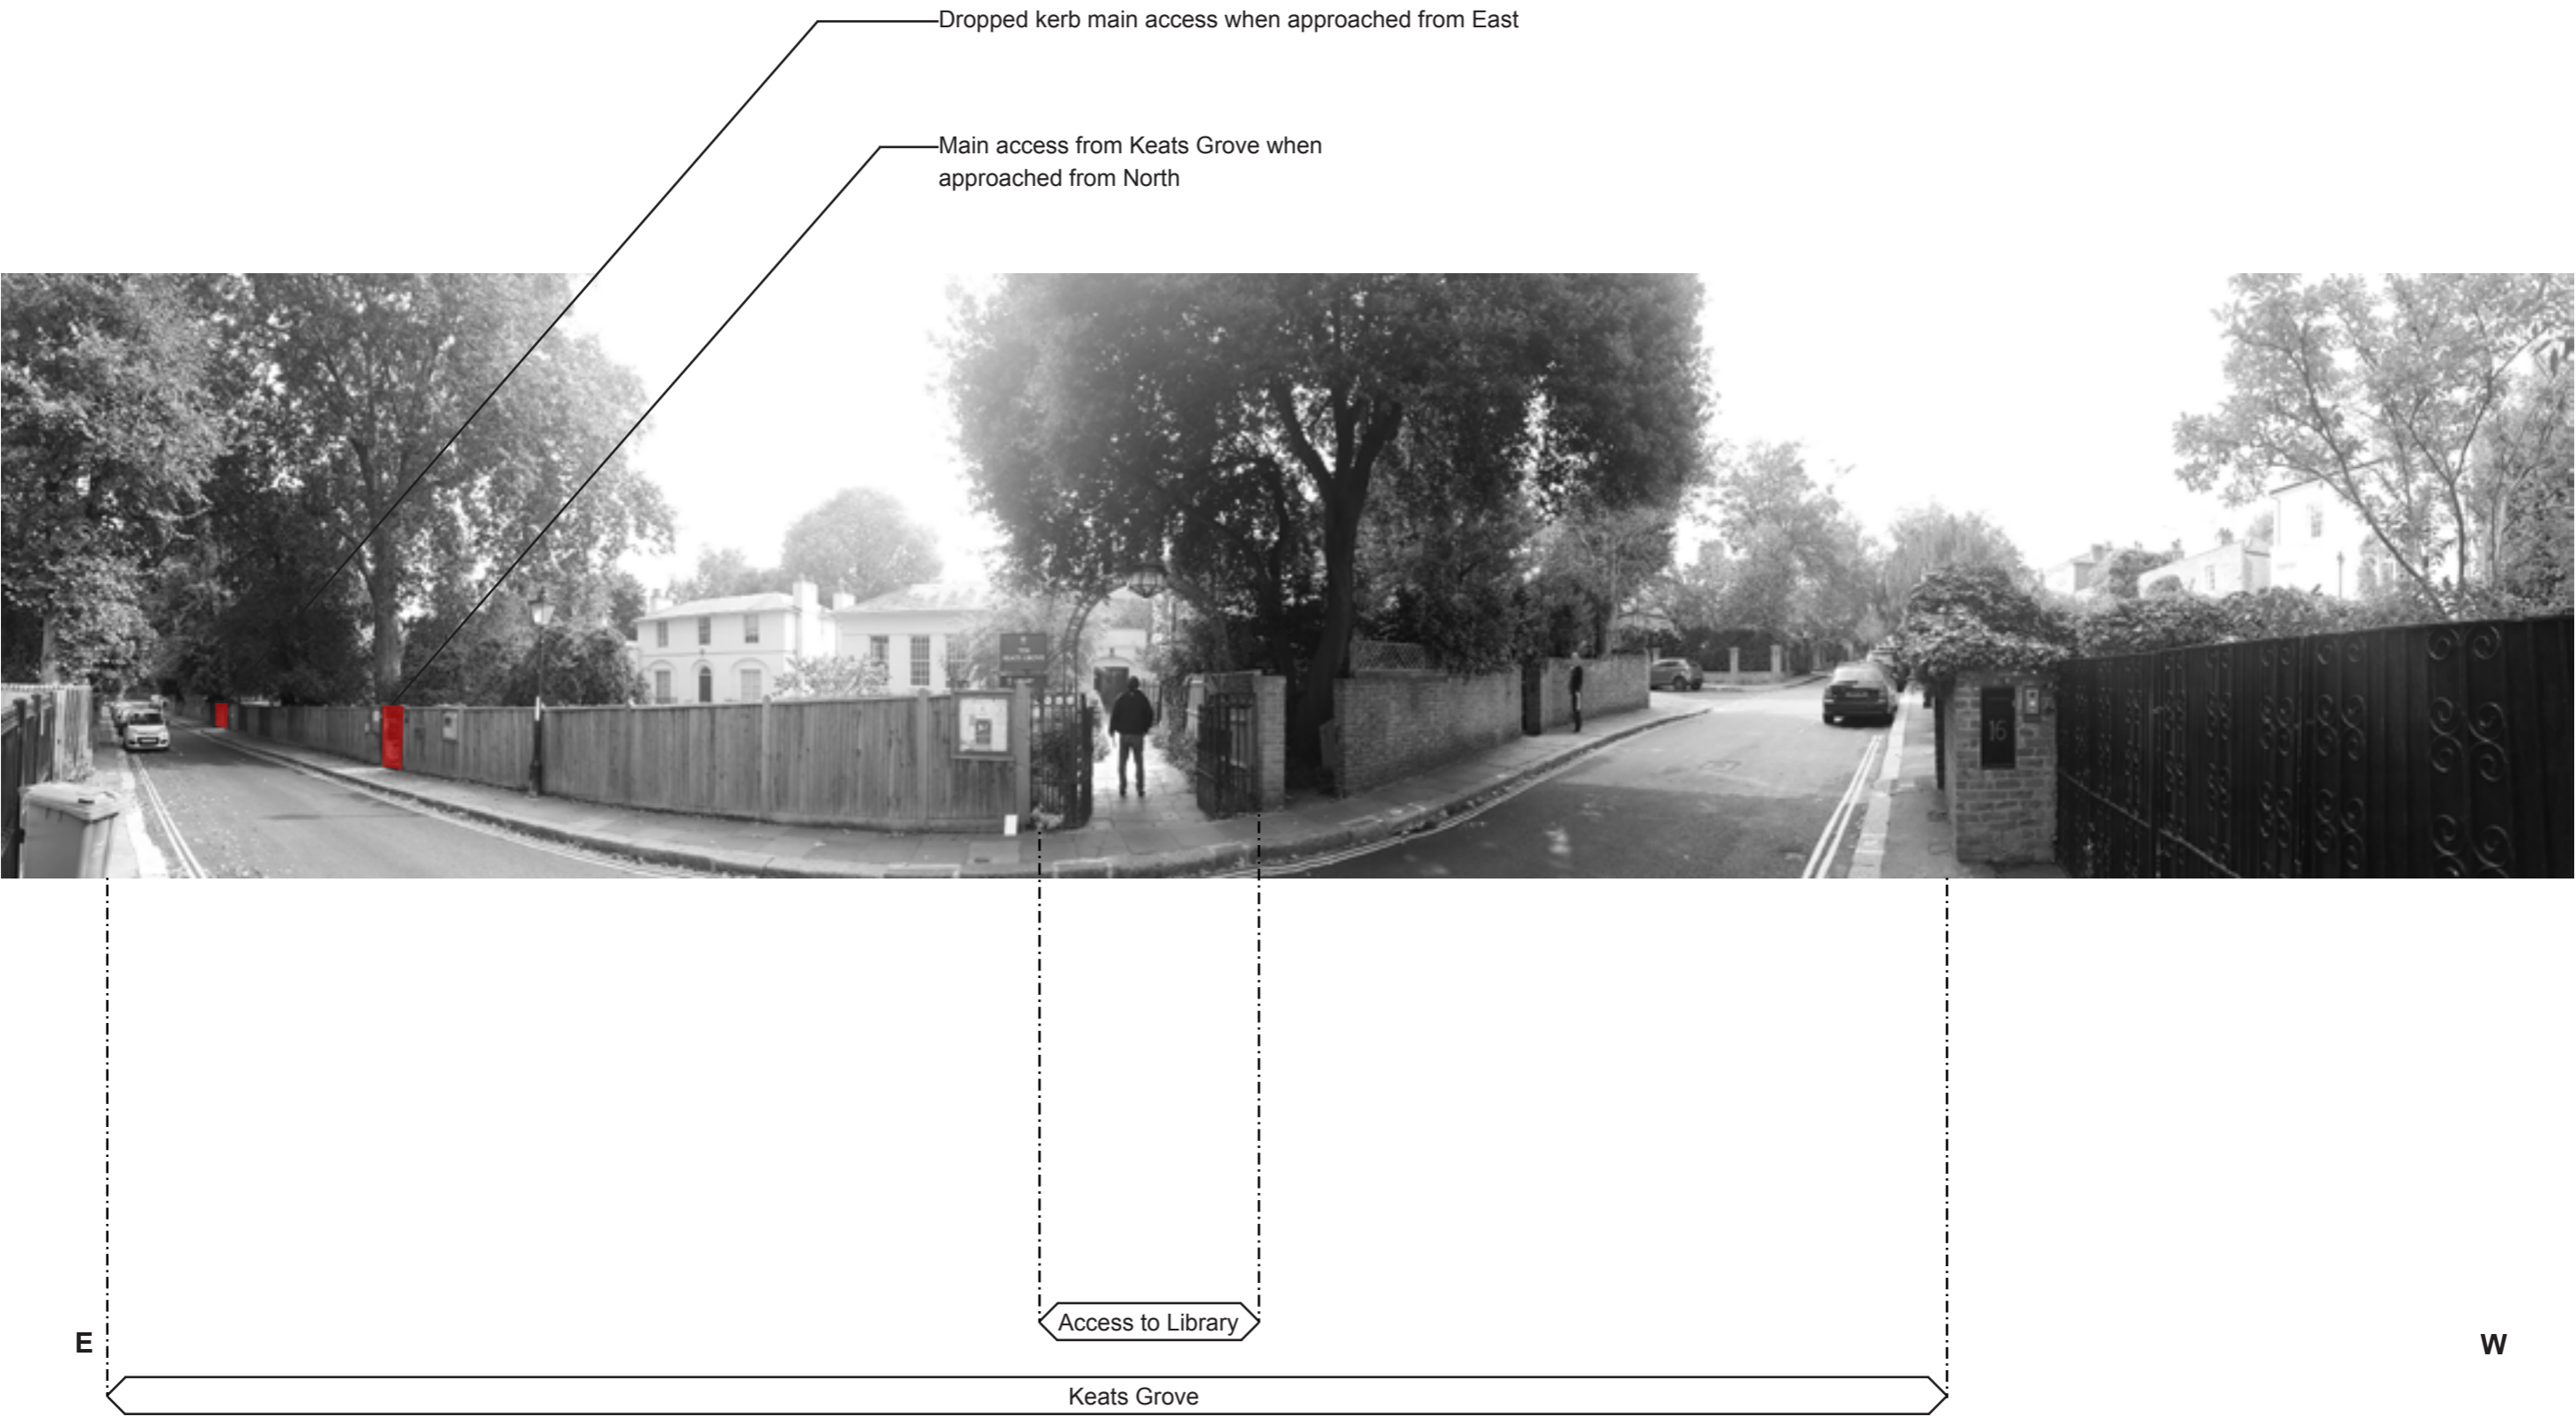 Dropped kerb main access when approached from East
Main access from Keats Grove when
approached from North
16
Access to Library
E
W
Keats Grove